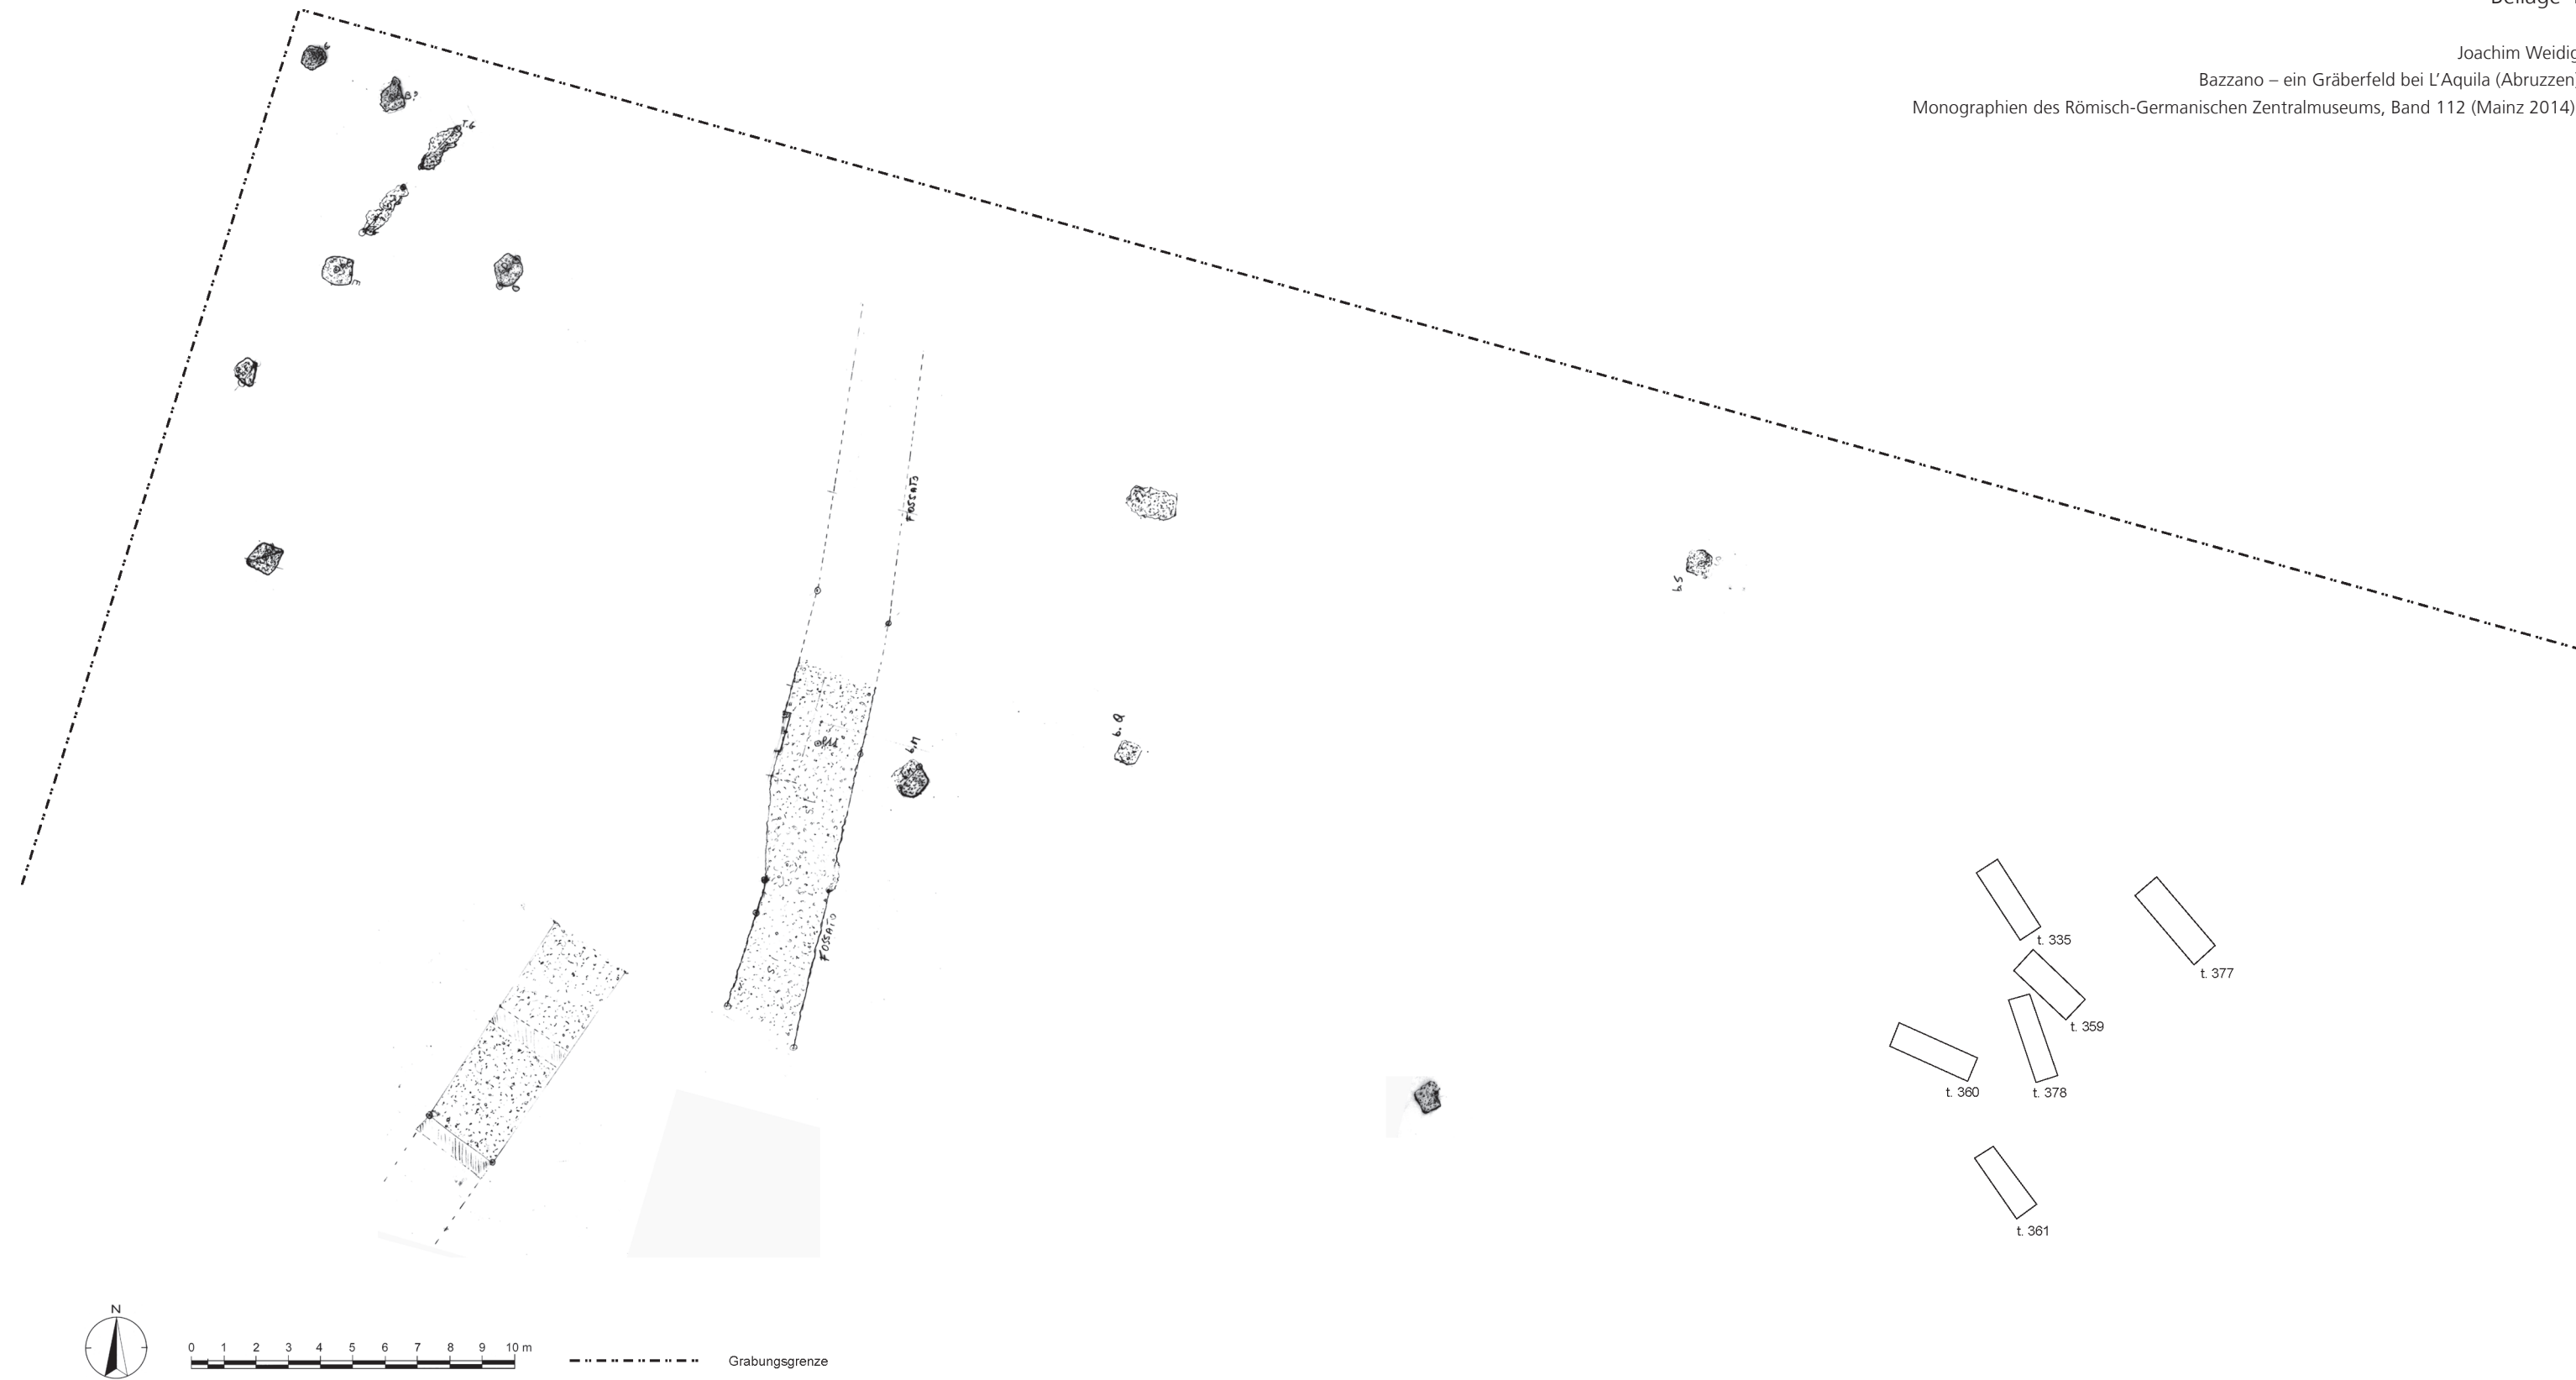 Joachim Weidig
Bazzano – ein Gräberfeld bei L'Aquila (Abruzzen)
Monographien des Römisch-Germanischen Zentralmuseums, Band 112 (Mainz 2014)
T.6
FOSSATO
b.S
b.Q
b.M
FOSSATO
t. 335
t. 377
t. 359
t. 360
t. 378
t. 361
N
0 1 2 3 4 5 6 7 8 9 10 m
Grabungsgrenze